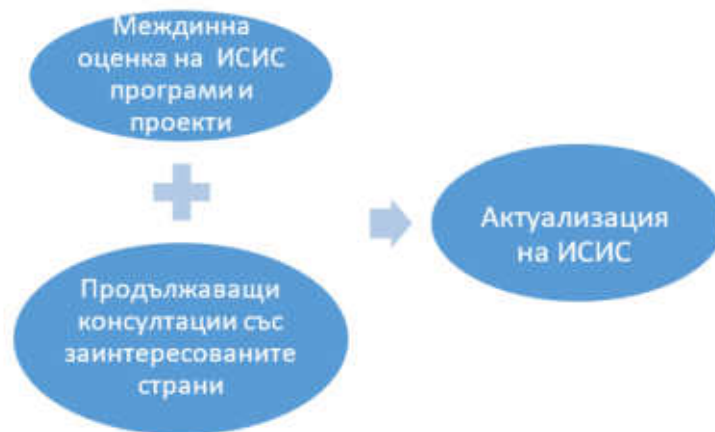 Междинна
оценка на ИСИС
програми и
проекти
Продължаващи
консултации със
заинтересованите
страни
Актуализация
на ИСИС